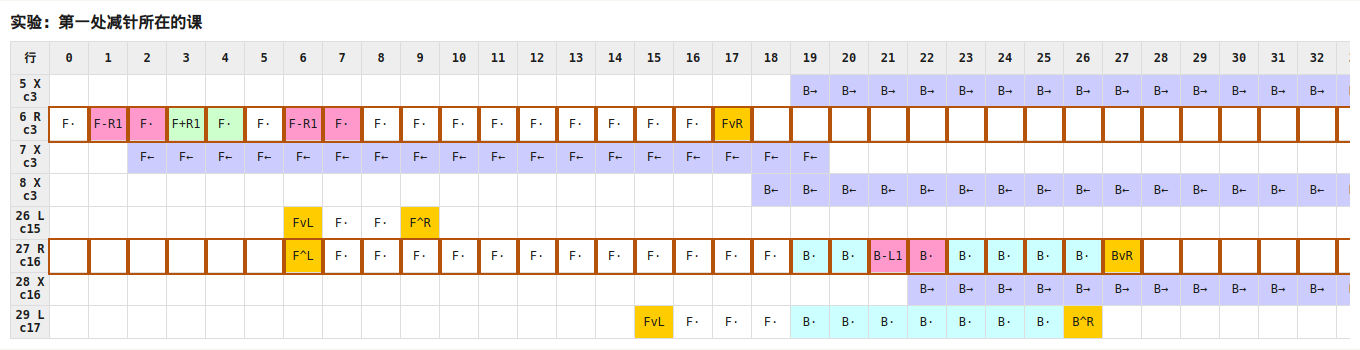 实验: 第一处减针所在的课
行 0 1 2 3 4 5 6 7 8 9 10 11 12 13 14 15 16 17 18 19 20 21 22 23 24 25 26 27 28 29 30 31 32
5 X B→ B→ B→ B→ B→ B→ B→ B→ B→ B→ B→ B→ B→ B→
c3
6 R F· F-R1 F· F+R1 F· F· F-R1 F· F· F· F· F· F· F· F· F· F· FvR
c3
7 X F← F← F← F← F← F← F← F← F← F← F← F← F← F← F← F← F← F←
c3
8 X B← B← B← B← B← B← B← B← B← B← B← B← B← B← B←
c3
26 L FvL F· F· F^R
c15
27 R F^L F· F· F· F· F· F· F· F· F· F· F· F· B· B· B-L1 B· B· B· B· B· BvR
c16
28 X B→ B→ B→ B→ B→ B→ B→ B→ B→ B→ B→
c16
29 L FvL F· F· F· B· B· B· B· B· B· B· B^R
c17